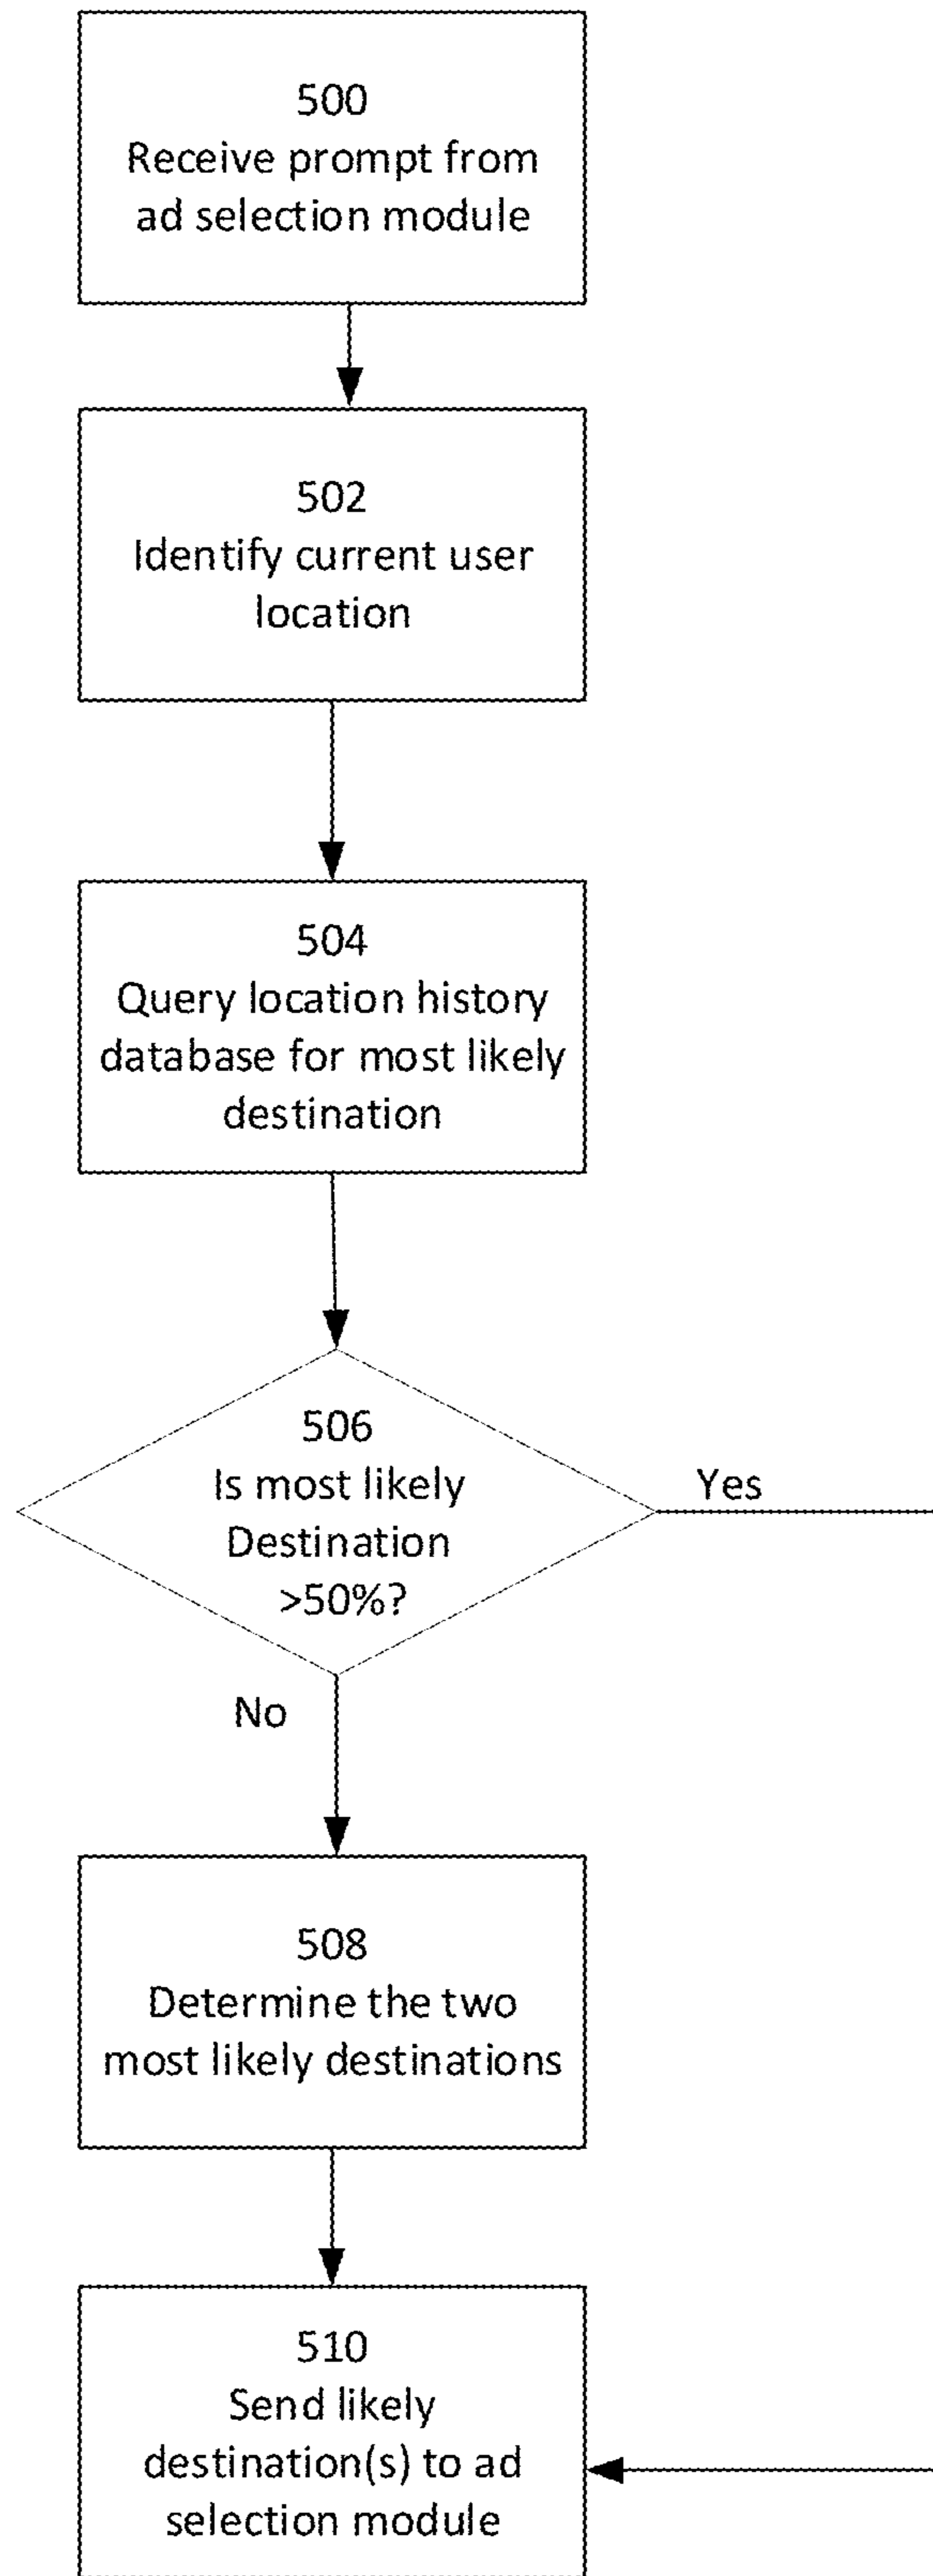 500
Receive prompt from
ad selection module
502
Identify current user
location
504
Query location history
database for most likely
destination
506
Is most likely
Destination
>50%?
Yes
No
508
Determine the two
most likely destinations
510
Send likely
destination(s) to ad
selection module